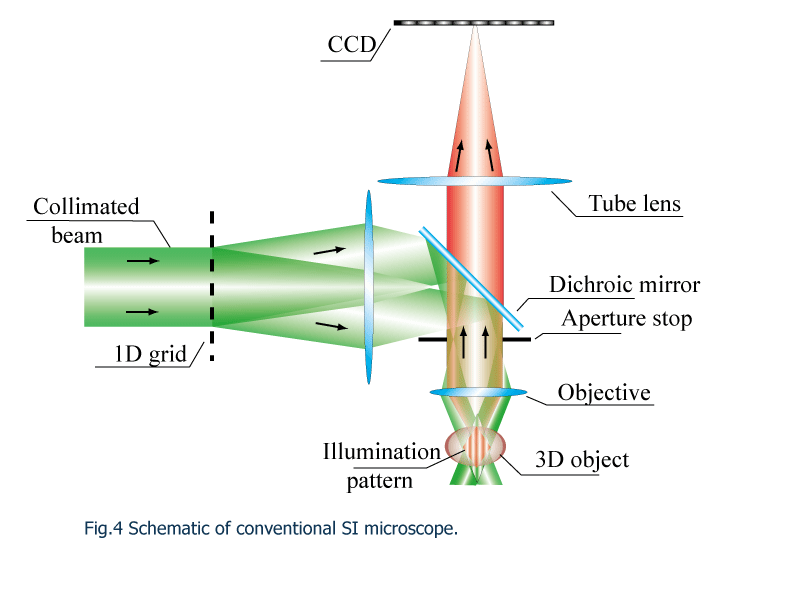 CCD
Collimated
beam
Tube lens
Dichroic mirror
Aperture stop
1D grid
Objective
Illumination
pattern
3D object
Fig.4 Schematic of conventional SI microscope.